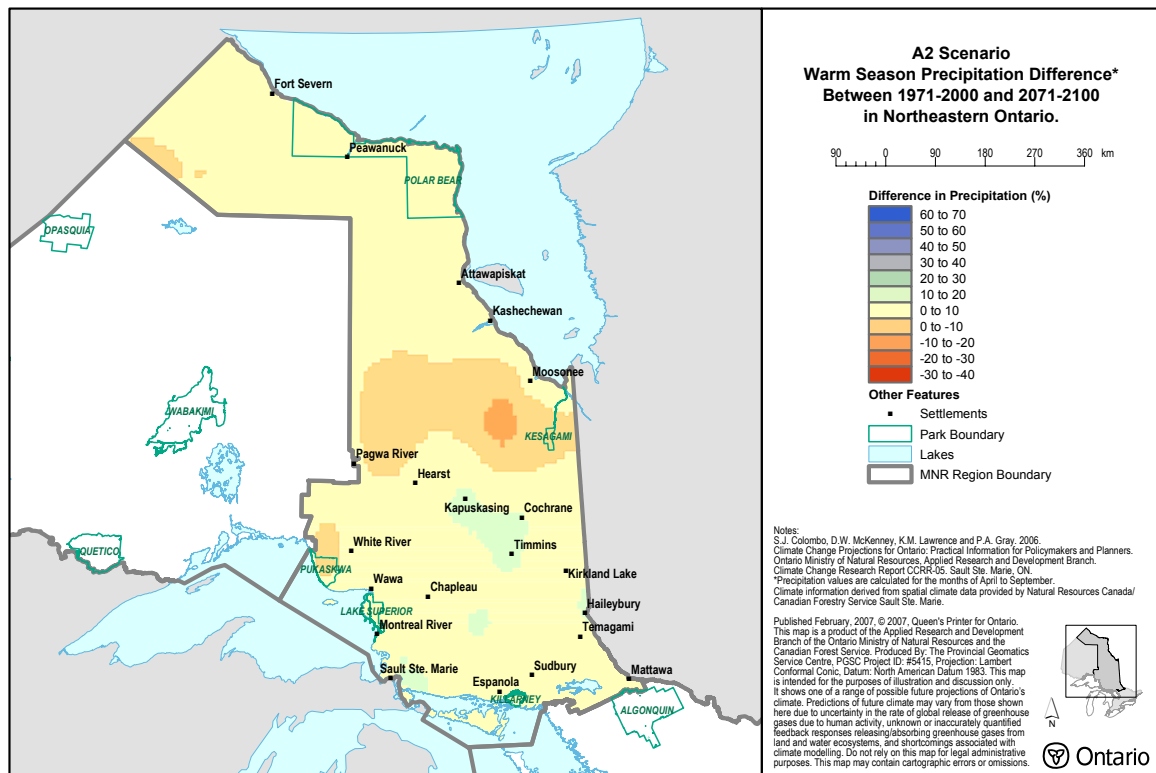 A2 Scenario
Warm Season Precipitation Difference*
Between 1971-2000 and 2071-2100
in Northeastern Ontario.
90 0 90 180 270 360 km
Difference in Precipitation (%)
60 to 70
50 to 60
40 to 50
30 to 40
20 to 30
10 to 20
0 to 10
0 to -10
-10 to -20
-20 to -30
-30 to -40
Other Features
Settlements
Park Boundary
Lakes
MNR Region Boundary
Notes:
S.J. Colombo, D.W. McKenney, K.M. Lawrence and P.A. Gray. 2006.
Climate Change Projections for Ontario: Practical Information for Policymakers and Planners.
Ontario Ministry of Natural Resources, Applied Research and Development Branch.
Climate Change Research Report CCRR-05. Sault Ste. Marie, ON.
*Precipitation values are calculated for the months of April to September.
Climate information derived from spatial climate data provided by Natural Resources Canada/
Canadian Forestry Service Sault Ste. Marie.
Published February, 2007, © 2007, Queen's Printer for Ontario.
This map is a product of the Applied Research and Development
Branch of the Ontario Ministry of Natural Resources and the
Canadian Forest Service. Produced By: The Provincial Geomatics
Service Centre, PGSC Project ID: #5415, Projection: Lambert
Conformal Conic, Datum: North American Datum 1983. This map
is intended for the purposes of illustration and discussion only.
It shows one of a range of possible future projections of Ontario's
climate. Predictions of future climate may vary from those shown
here due to uncertainty in the rate of global release of greenhouse
gases due to human activity, unknown or inaccurately quantified
feedback responses releasing/absorbing greenhouse gases from
land and water ecosystems, and shortcomings associated with
climate modelling. Do not rely on this map for legal administrative
purposes. This map may contain cartographic errors or omissions.
N
Ontario
Fort Severn
Peawanuck
POLAR BEAR
OPASQUIA
Attawapiskat
Kashechewan
Moosonee
WABAKIMI
KESAGAMI
Pagwa River
Hearst
Kapuskasing
Cochrane
QUETICO
White River
Timmins
PUKASKWA
Kirkland Lake
Wawa
Chapleau
LAKE SUPERIOR
Haileybury
Montreal River
Temagami
Sault Ste. Marie
Sudbury
Mattawa
Espanola
KILLARNEY
ALGONQUIN